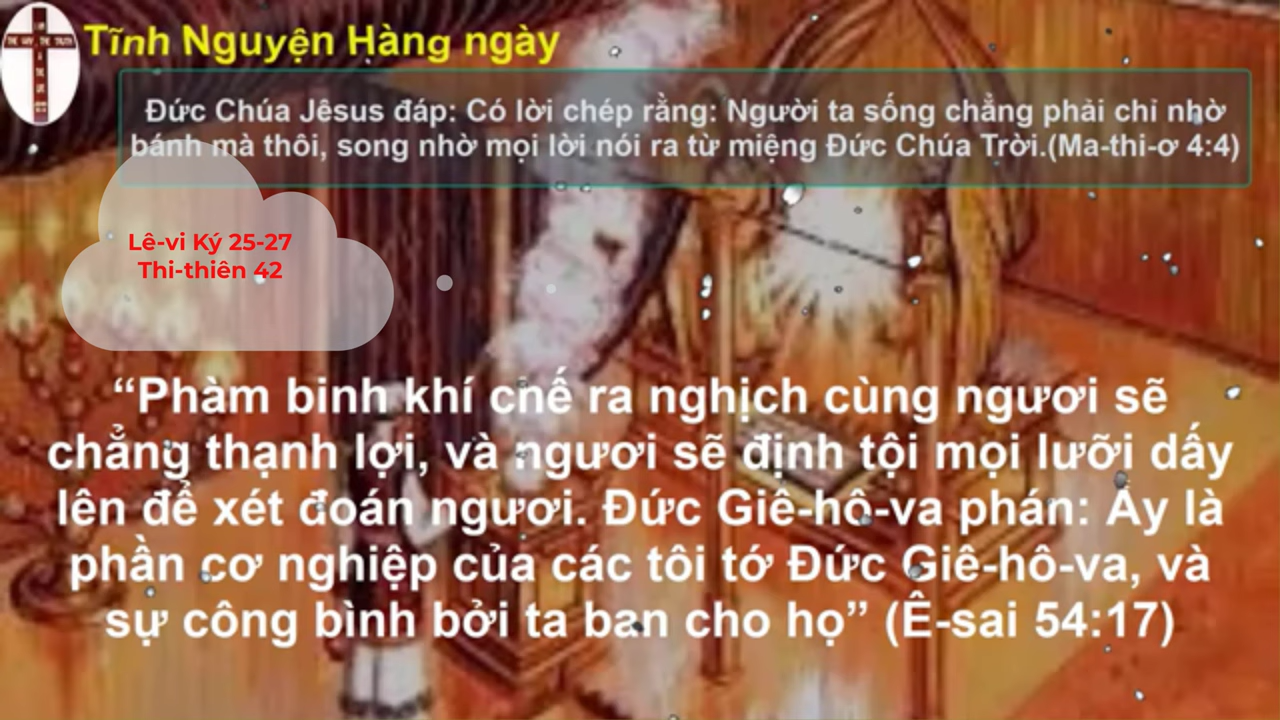 Tĩnh Nguyện Hàng ngày
Đức Chúa Jêsus đáp: Có lời chép rằng: Người ta sống chẳng phải chỉ nhờ
bánh mà thôi, song nhờ mọi lời nói ra từ miệng Đức Chúa Trời.(Ma-thi-ơ 4:4)
Lê-vi Ký 25-27
Thi-thiên 42
“Phàm binh khí chế ra nghịch cùng ngươi sẽ
chẳng thạnh lợi, và ngươi sẽ định tội mọi lưỡi dấy
lên để xét đoán ngươi. Đức Giê-hô-va phán: Ấy là
phần cơ nghiệp của các tôi tớ Đức Giê-hô-va, và
sự công bình bởi ta ban cho họ” (Ê-sai 54:17)